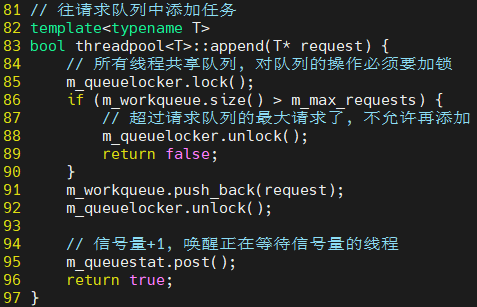 81 // 往请求队列中添加任务
82 template<typename T>
83 bool threadpool<T>::append(T* request) {
84     // 所有线程共享队列，对队列的操作必须要加锁
85     m_queuelocker.lock();
86     if (m_workqueue.size() > m_max_requests) {
87         // 超过请求队列的最大请求了，不允许再添加
88         m_queuelocker.unlock();
89         return false;
90     }
91     m_workqueue.push_back(request);
92     m_queuelocker.unlock();
93
94     // 信号量+1，唤醒正在等待信号量的线程
95     m_queuestat.post();
96     return true;
97 }